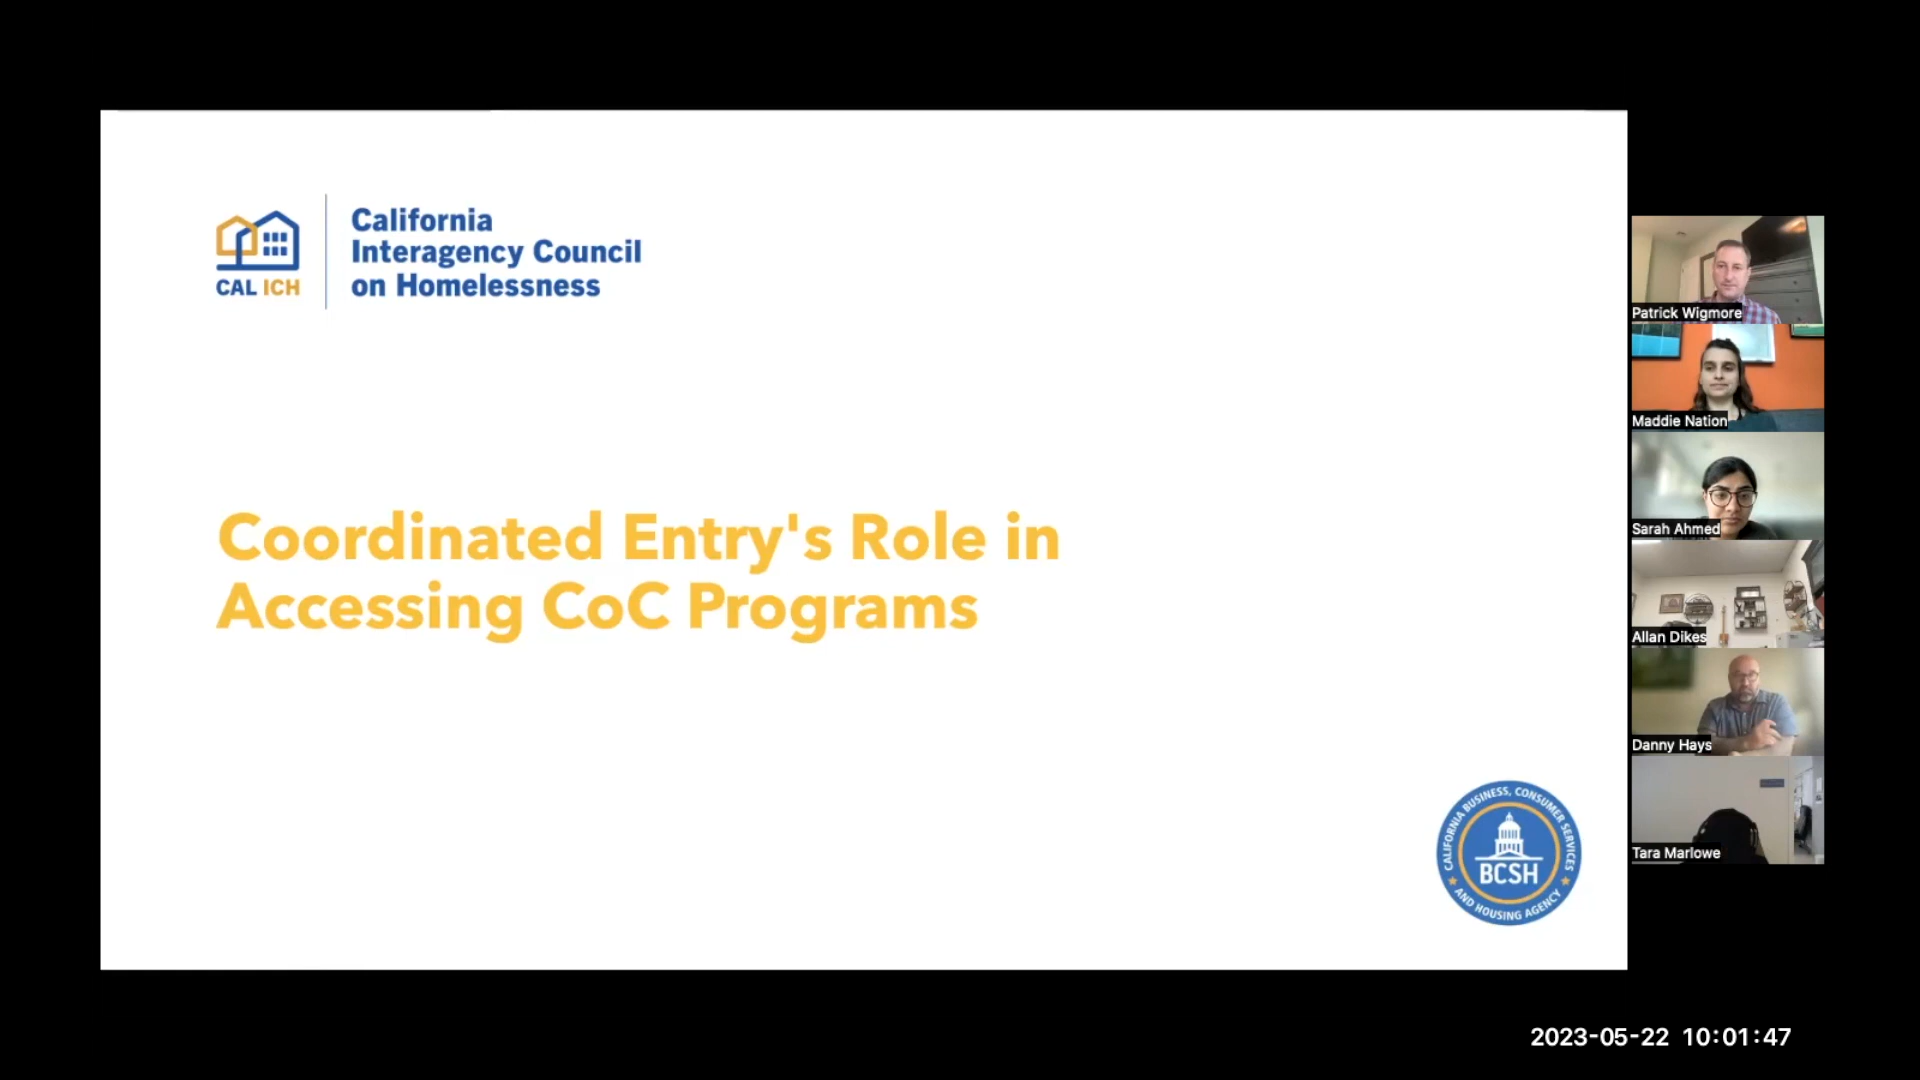 California
Interagency Council
on Homelessness
CAL ICH
Coordinated Entry's Role in
Accessing CoC Programs
CALIFORNIA BUSINESS, CONSUMER SERVICES
AND HOUSING AGENCY
BCSH
Patrick Wigmore
Maddie Nation
Sarah Ahmed
Allan Dikes
Danny Hays
Tara Marlowe
2023-05-22 10:01:47